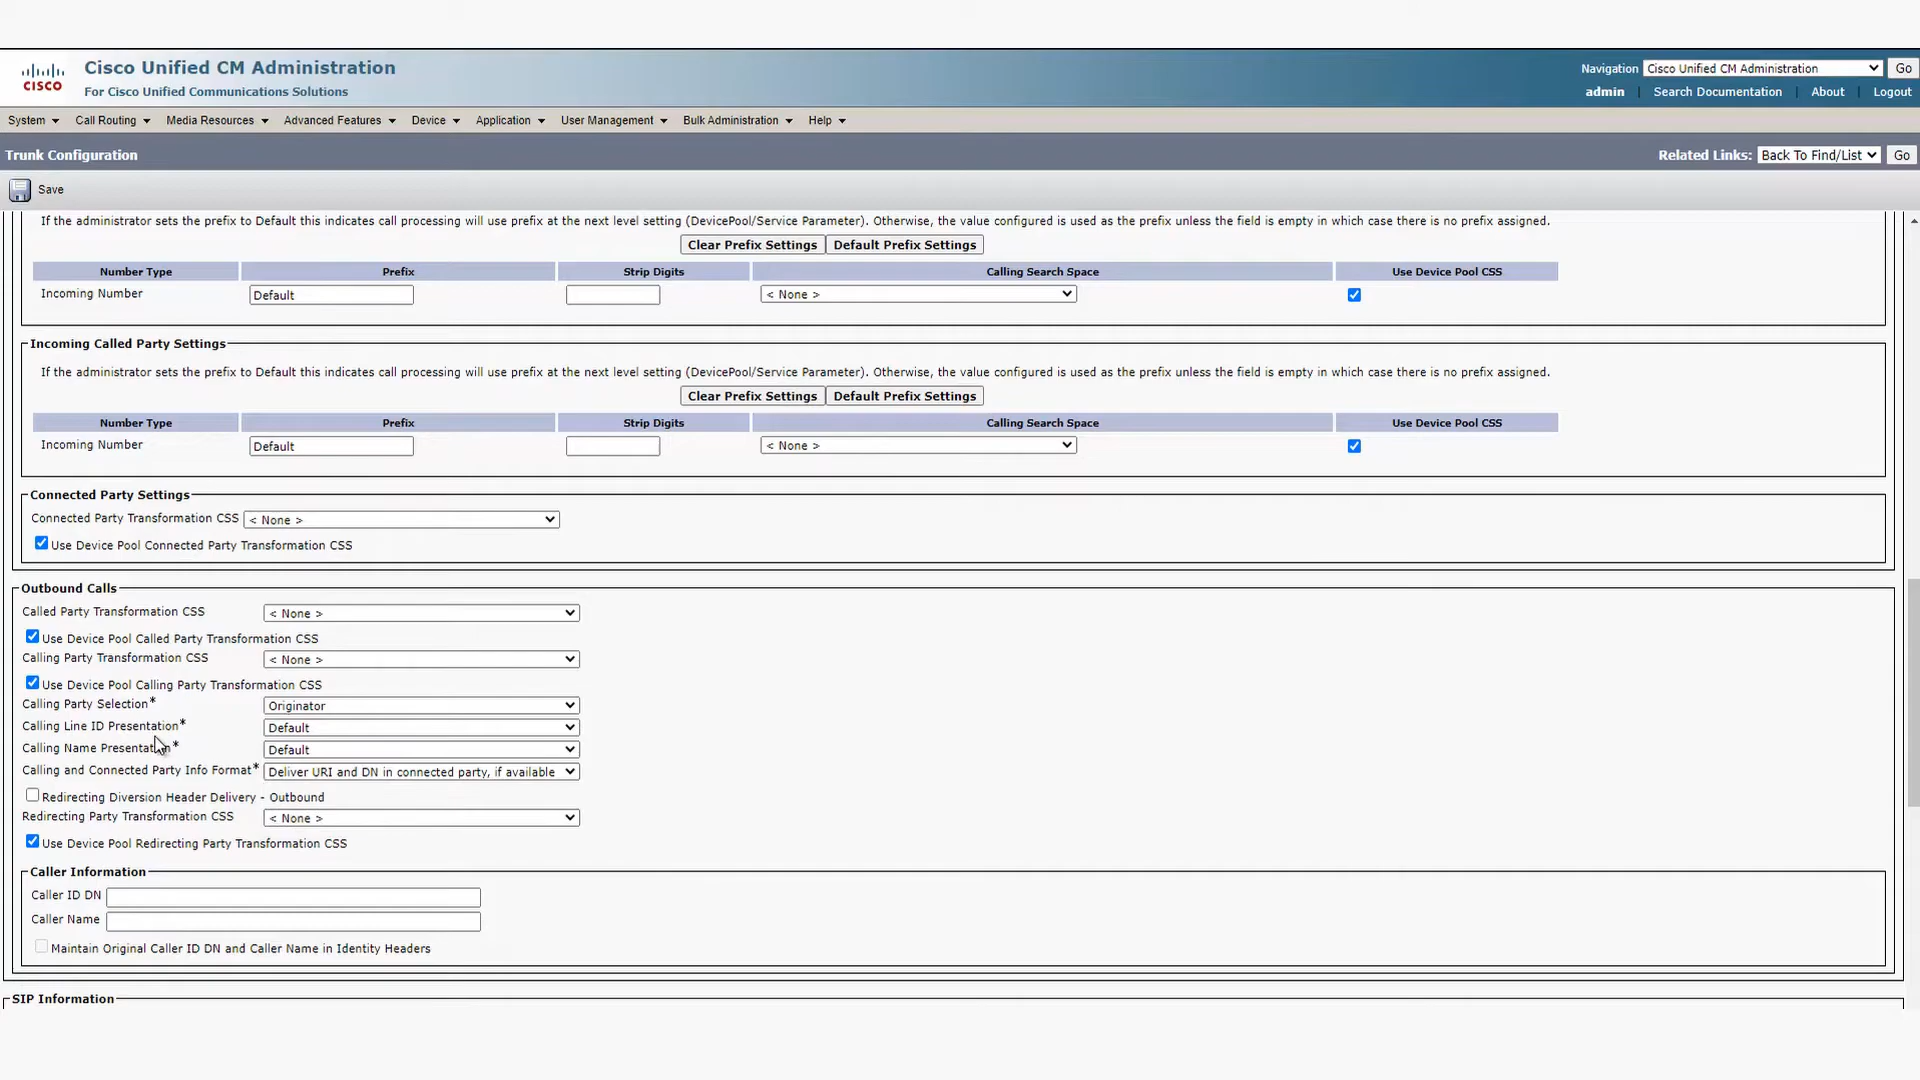 Cisco Unified CM Administration
For Cisco Unified Communications Solutions
CISCO
Navigation Cisco Unified CM Administration Go
admin | Search Documentation | About | Logout
System Call Routing Media Resources Advanced Features Device Application User Management Bulk Administration Help
Trunk Configuration
Related Links: Back To Find/List Go
Save
If the administrator sets the prefix to Default this indicates call processing will use prefix at the next level setting (DevicePool/Service Parameter). Otherwise, the value configured is used as the prefix unless the field is empty in which case there is no prefix assigned.
Clear Prefix Settings Default Prefix Settings
Number Type Prefix Strip Digits Calling Search Space Use Device Pool CSS
Incoming Number Default < None >
Incoming Called Party Settings
If the administrator sets the prefix to Default this indicates call processing will use prefix at the next level setting (DevicePool/Service Parameter). Otherwise, the value configured is used as the prefix unless the field is empty in which case there is no prefix assigned.
Clear Prefix Settings Default Prefix Settings
Number Type Prefix Strip Digits Calling Search Space Use Device Pool CSS
Incoming Number Default < None >
Connected Party Settings
Connected Party Transformation CSS < None >
Use Device Pool Connected Party Transformation CSS
Outbound Calls
Called Party Transformation CSS < None >
Use Device Pool Called Party Transformation CSS
Calling Party Transformation CSS < None >
Use Device Pool Calling Party Transformation CSS
Calling Party Selection* Originator
Calling Line ID Presentation* Default
Calling Name Presentation* Default
Calling and Connected Party Info Format* Deliver URI and DN in connected party, if available
Redirecting Diversion Header Delivery - Outbound
Redirecting Party Transformation CSS < None >
Use Device Pool Redirecting Party Transformation CSS
Caller Information
Caller ID DN
Caller Name
Maintain Original Caller ID DN and Caller Name in Identity Headers
SIP Information